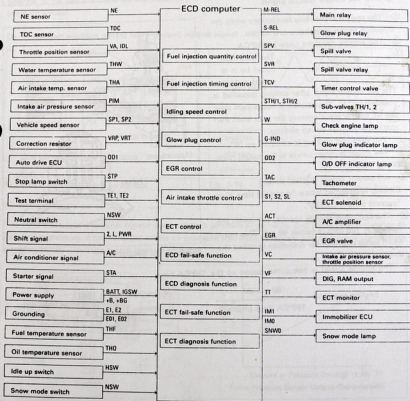 NE sensor
NE
TDC sensor
TDC
Throttle position sensor
VA, IDL
Water temperature sensor
THW
Air intake temp. sensor
THA
Intake air pressure sensor
PIM
Vehicle speed sensor
SP1, SP2
Correction resistor
VRP, VRT
Auto drive ECU
OD1
Stop lamp switch
STP
Test terminal
TE1, TE2
Neutral switch
NSW
Shift signal
2, L, PWR
Air conditioner signal
A/C
Starter signal
STA
Power supply
BATT, IGSW
+B, +BG
Grounding
E1, E2
E01, E02
Fuel temperature sensor
THF
Oil temperature sensor
THO
Idle up switch
HSW
Snow mode switch
NSW
ECD computer
Fuel injection quantity control
Fuel injection timing control
Idling speed control
Glow plug control
EGR control
Air intake throttle control
ECT control
ECD fail-safe function
ECD diagnosis function
ECT fail-safe function
ECT diagnosis function
M-REL
Main relay
S-REL
Glow plug relay
SPV
Spill valve
SVR
Spill valve relay
TCV
Timer control valve
STH/1, STH/2
Sub-valves TH/1, 2
W
Check engine lamp
G-IND
Glow plug indicator lamp
OD2
O/D OFF indicator lamp
TAC
Tachometer
S1, S2, SL
ECT solenoid
ACT
A/C amplifier
EGR
EGR valve
VC
Intake air pressure sensor,
throttle position sensor
VF
DIG, RAM output
TT
ECT monitor
IM1
IM0
Immobilizer ECU
SNW0
Snow mode lamp